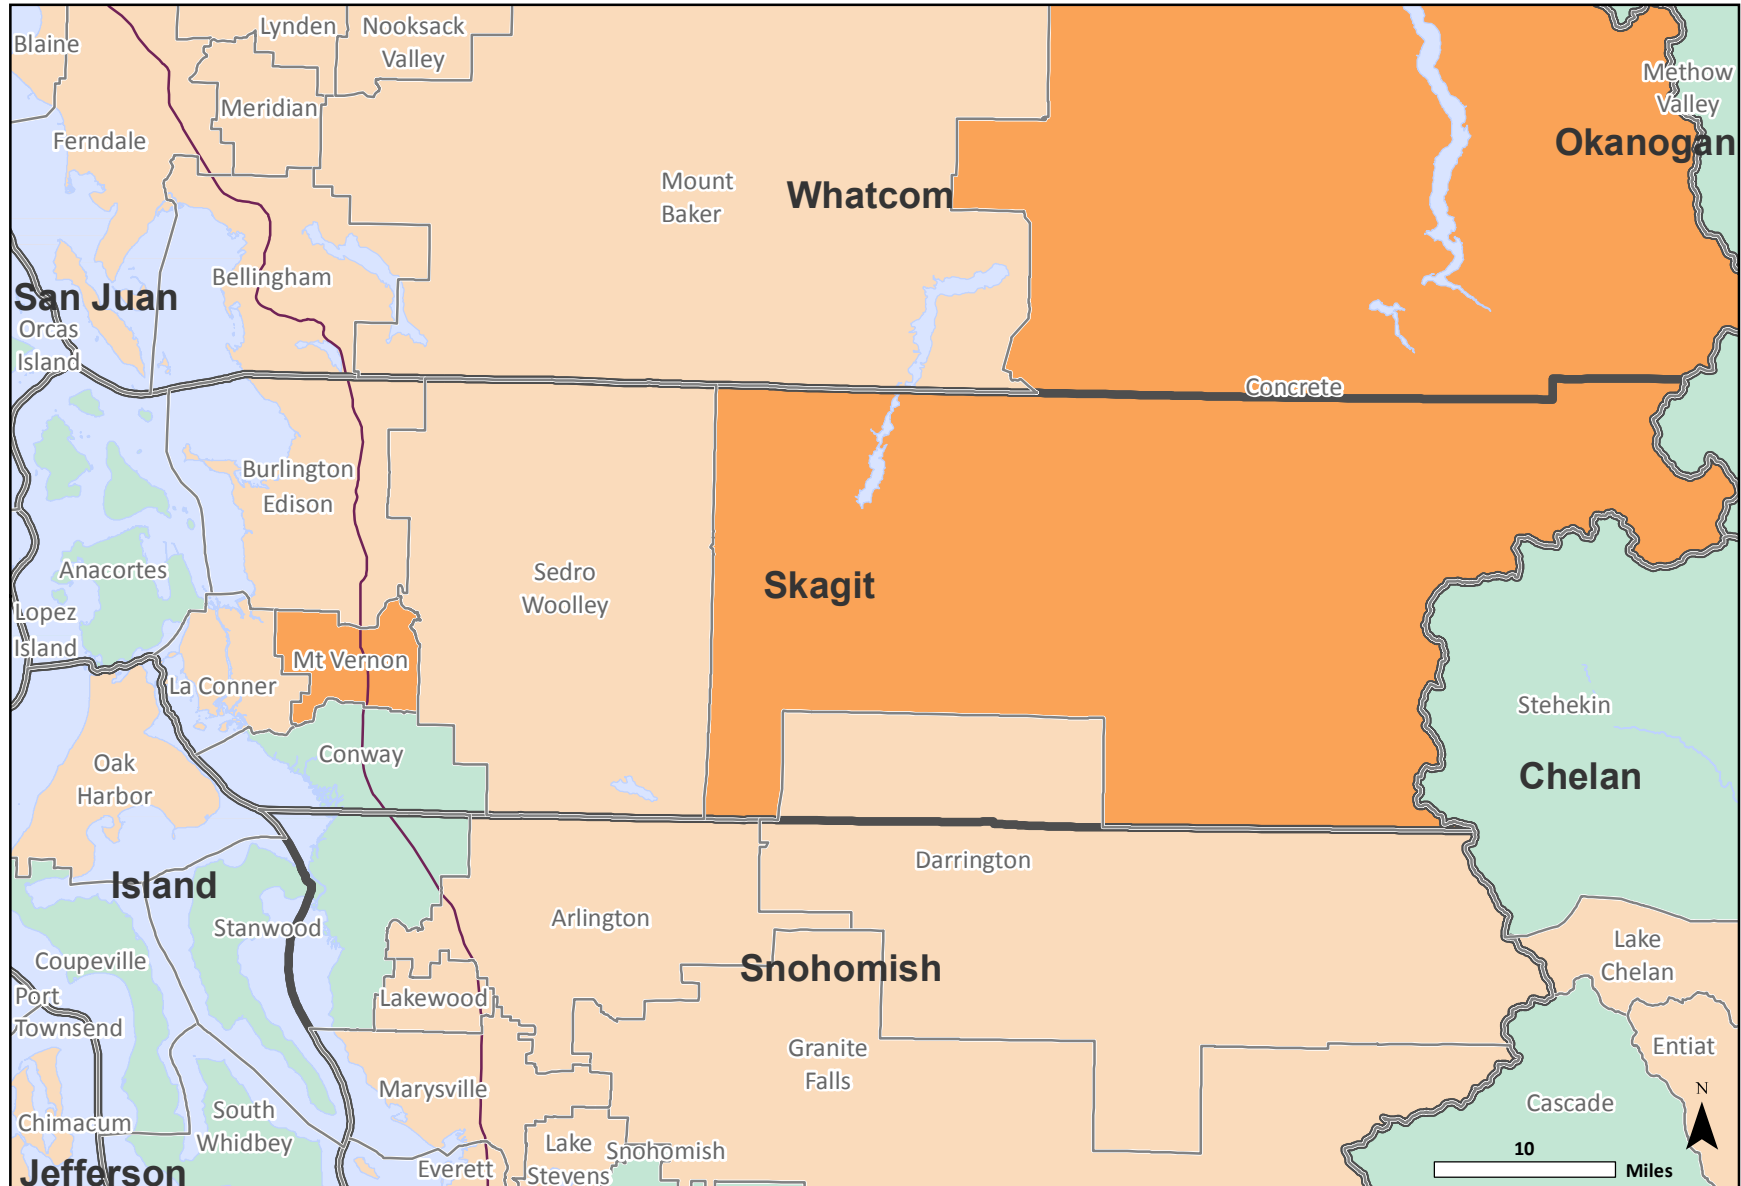 Lynden
Nooksack
Valley
Blaine
Methow
Valley
Meridian
Ferndale
Okanogan
Mount
Baker
Whatcom
Bellingham
San Juan
Orcas
Island
Concrete
Burlington
Edison
Anacortes
Sedro
Woolley
Skagit
Lopez
Island
Mt Vernon
La Conner
Stehekin
Conway
Oak
Harbor
Chelan
Darrington
Island
Arlington
Stanwood
Lake
Chelan
Coupeville
Snohomish
Port
Townsend
Lakewood
Granite
Falls
Entiat
Marysville
N
South
Whidbey
Chimacum
Cascade
Lake
Stevens
Snohomish
10
Miles
Everett
Jefferson